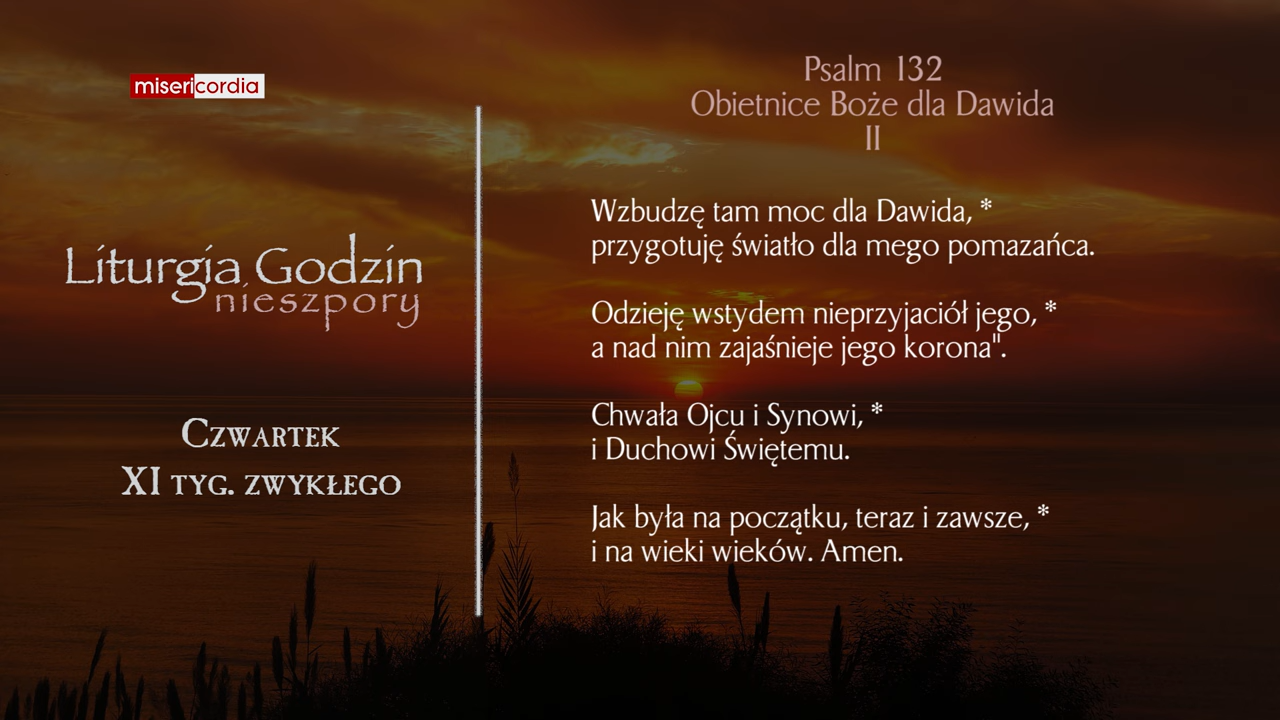 misericordia
Liturgia Godzin
nieszpory
Czwartek
XI tyg. zwykłego
Psalm 132
Obietnice Boże dla Dawida
II
Wzbudzę tam moc dla Dawida, *
przygotuję światło dla mego pomazańca.
Odzieję wstydem nieprzyjaciół jego, *
a nad nim zajaśnieje jego korona".
Chwała Ojcu i Synowi, *
i Duchowi Świętemu.
Jak była na początku, teraz i zawsze, *
i na wieki wieków. Amen.